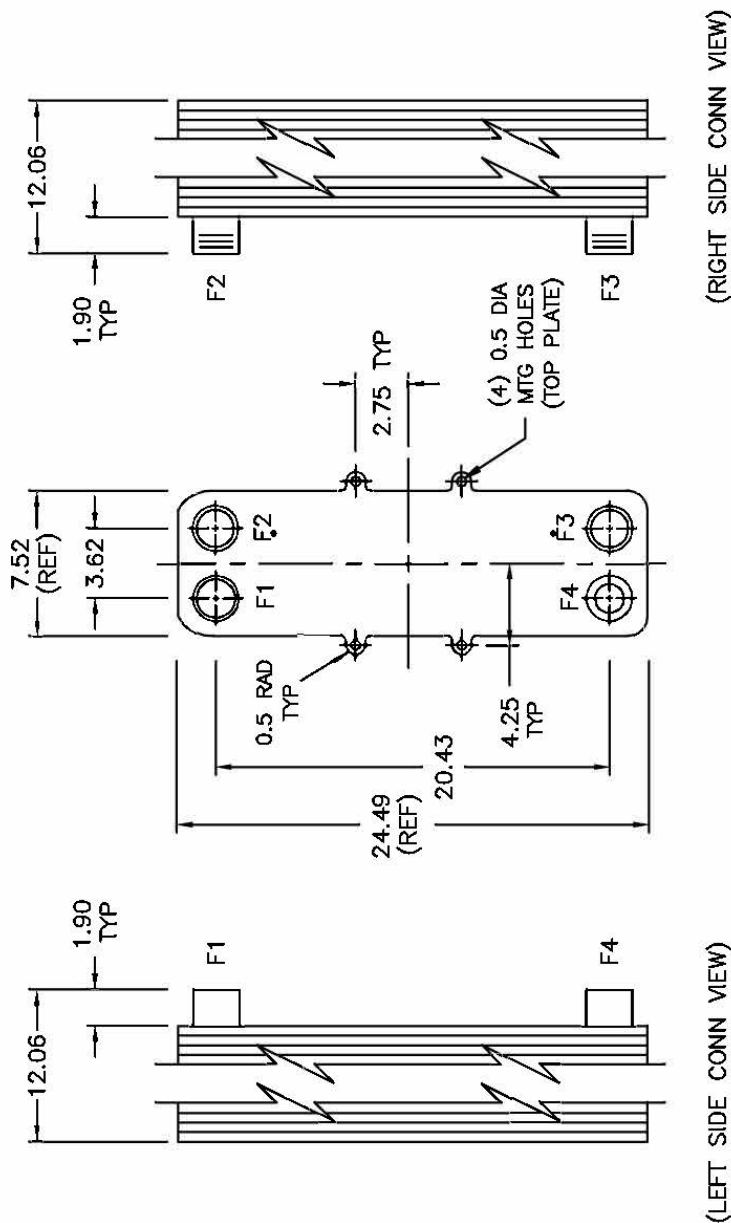 12.06
1.90
TYP
F2
F3
(RIGHT SIDE CONN VIEW)
7.52
(REF)
3.62
F1
F2
F4
F3
2.75 TYP
(4) 0.5 DIA
MTG HOLES
(TOP PLATE)
0.5 RAD
TYP
4.25
TYP
20.43
24.49
(REF)
12.06
1.90
TYP
F1
F4
(LEFT SIDE CONN VIEW)